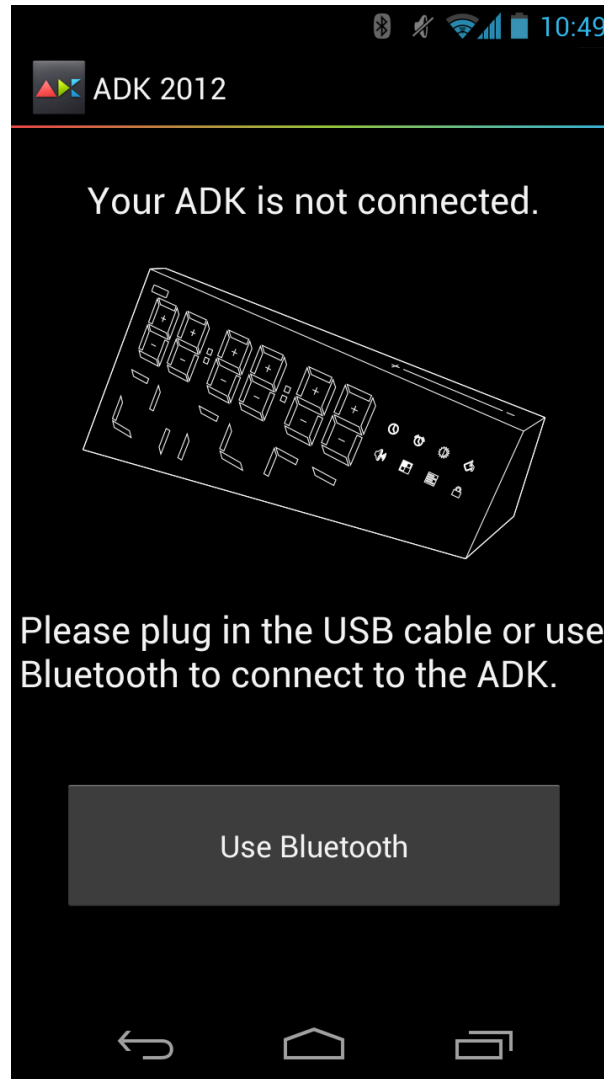 10:49
ADK 2012
Your ADK is not connected.
Please plug in the USB cable or use
Bluetooth to connect to the ADK.
Use Bluetooth